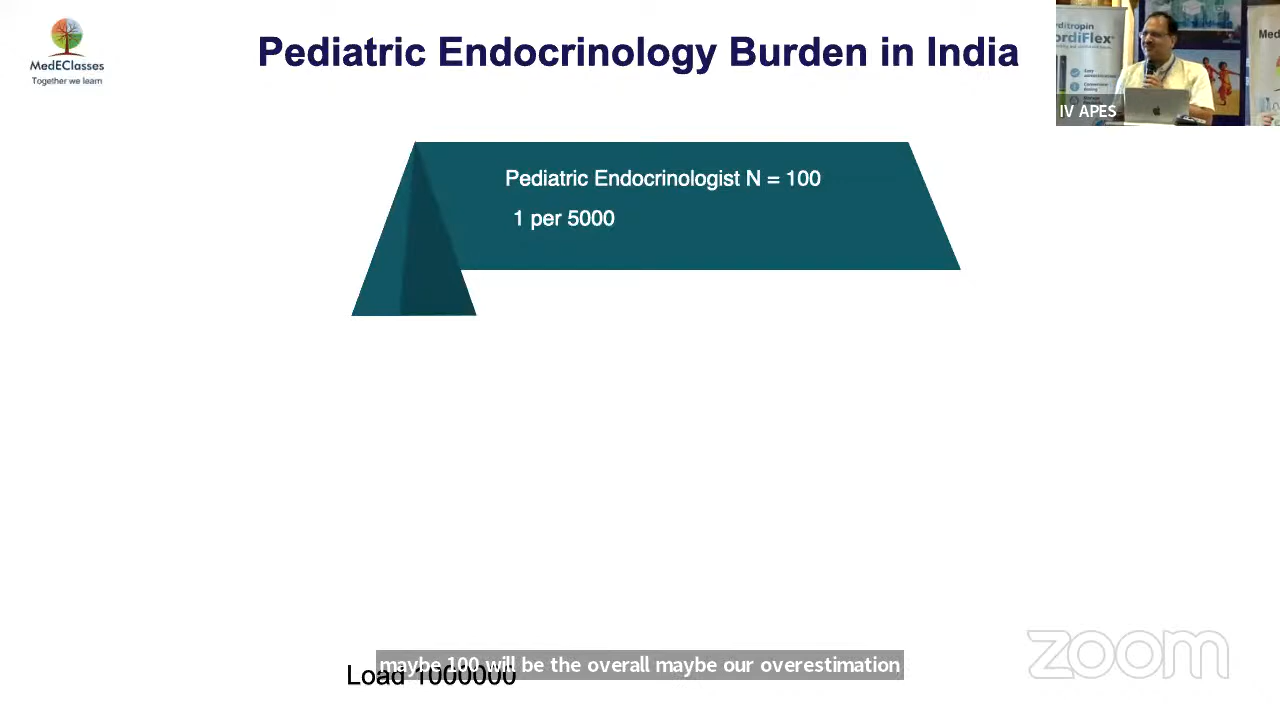 MedEClasses
Together we learn
Pediatric Endocrinology Burden in India
ordiFlex
IV APES
Pediatric Endocrinologist N = 100
1 per 5000
maybe 100 will be the overall maybe our overestimation,
Load 1000000
zoom